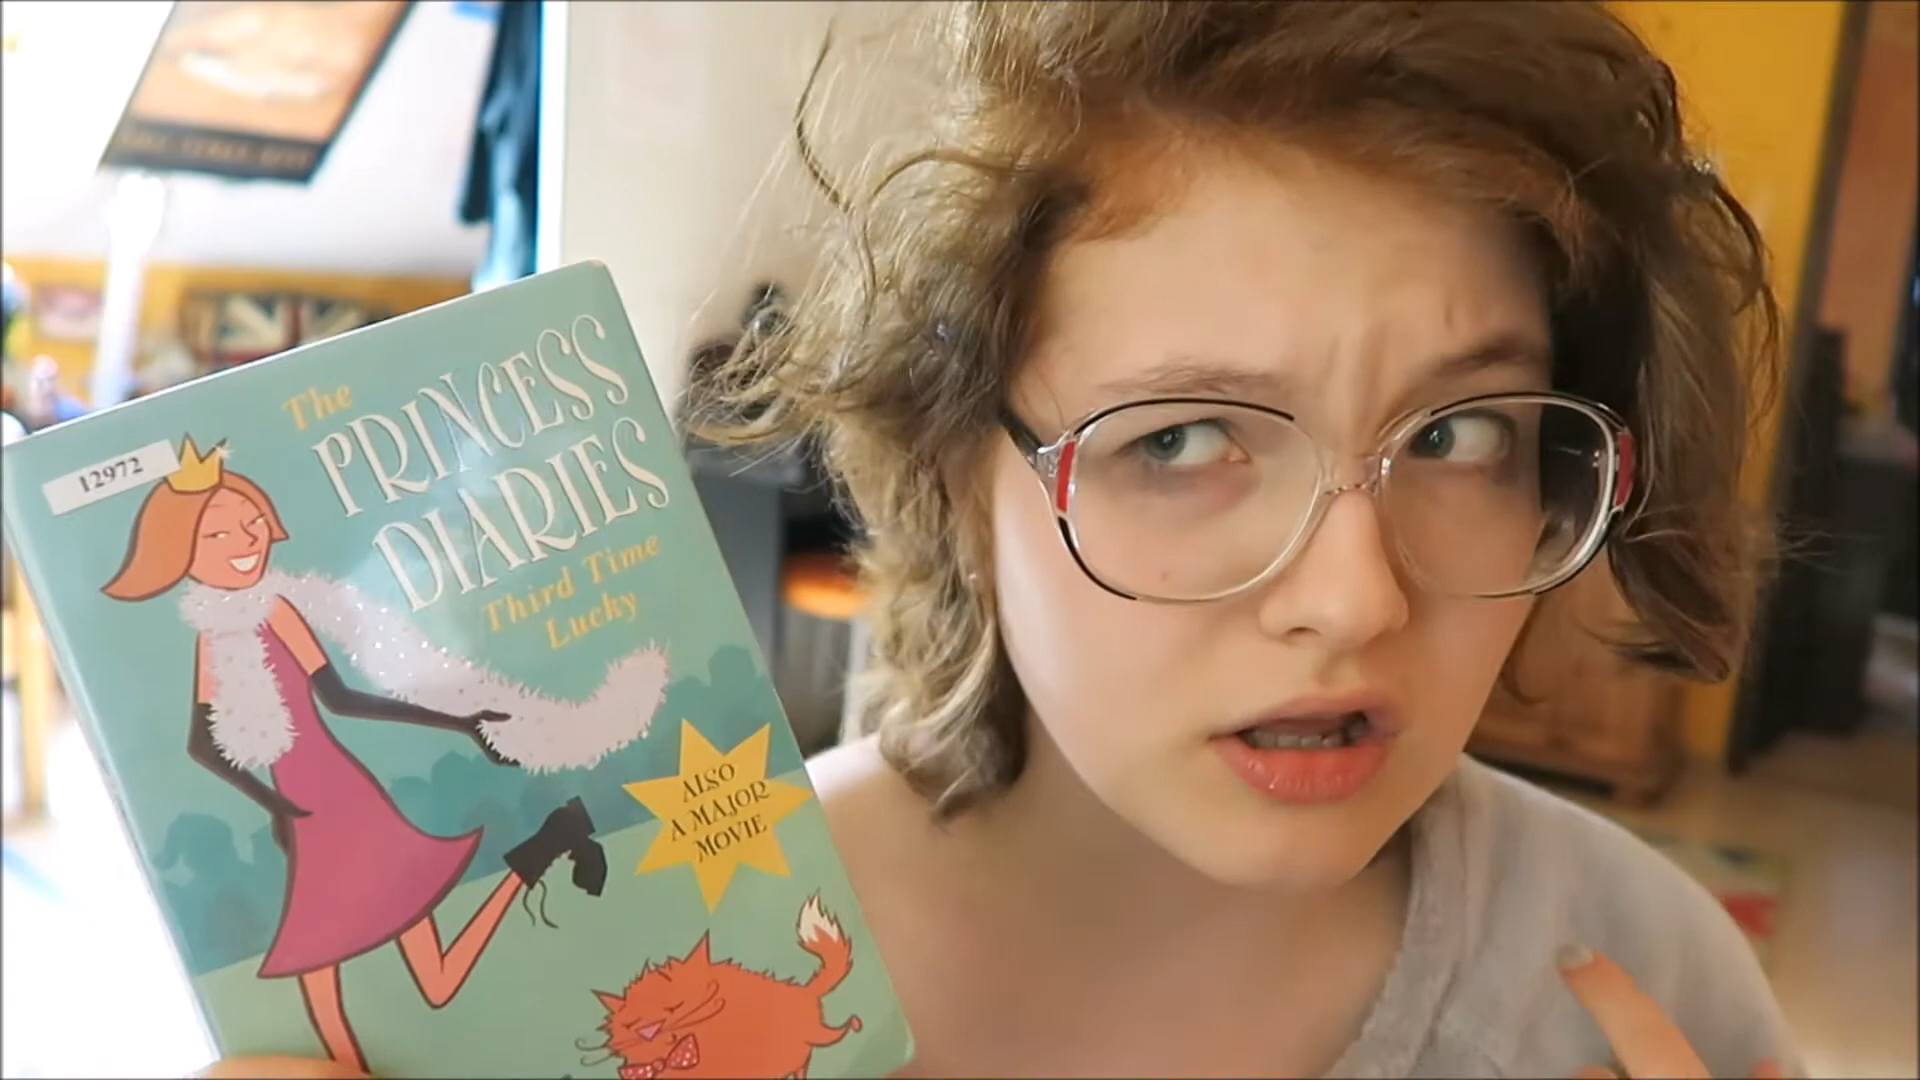 The
PRINCESS
DIARIES
Third Time
Lucky
12972
ALSO
A MAJOR
MOVIE